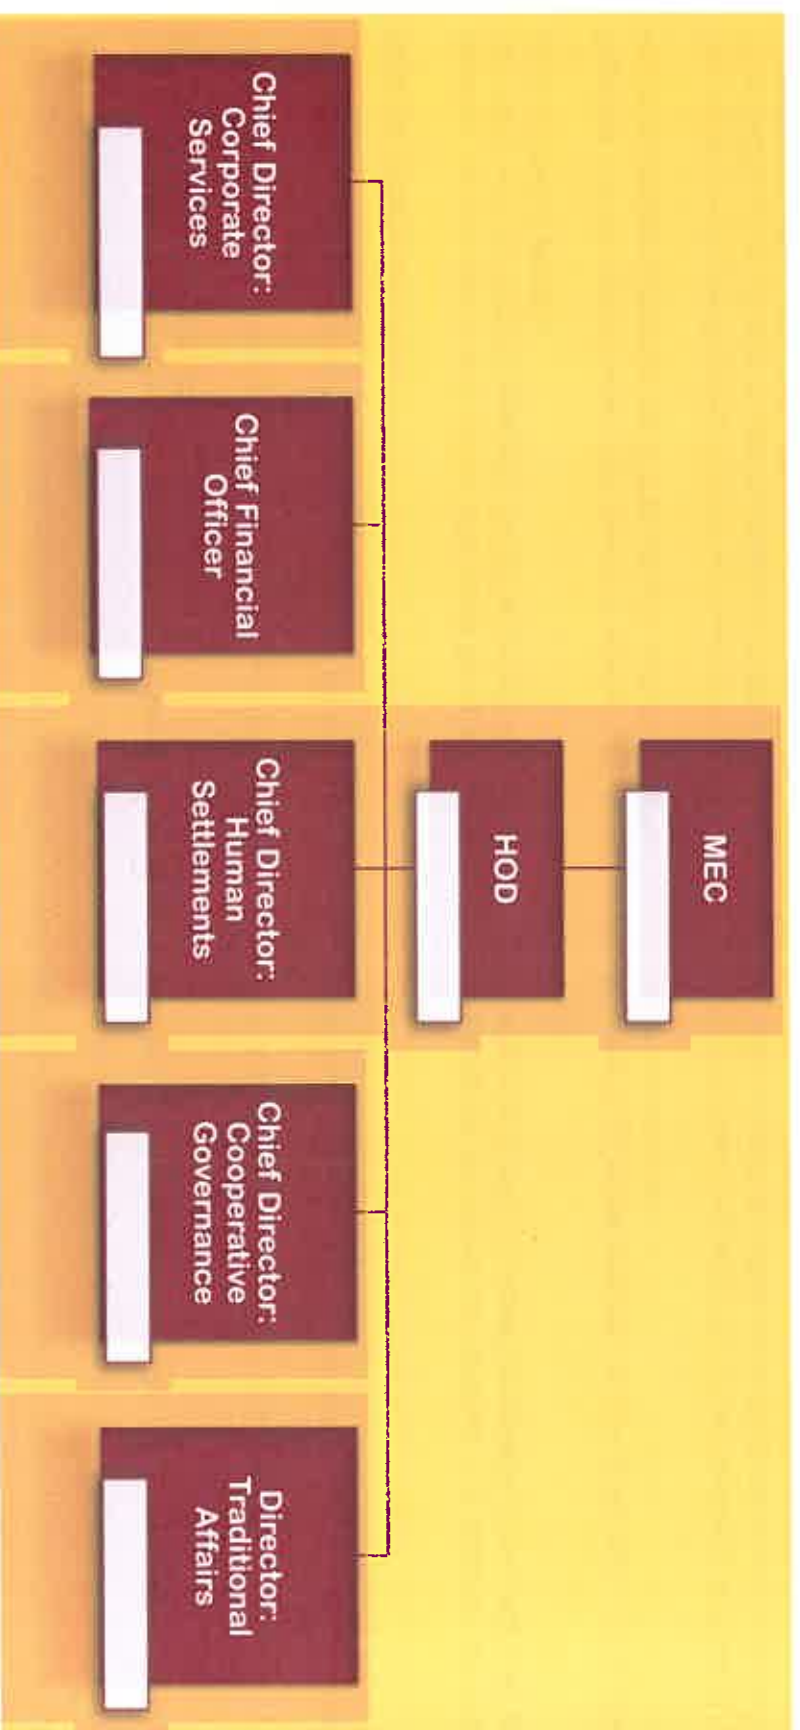 MEC
HOD
Chief Director:
Corporate
Services
Chief Financial
Officer
Chief Director:
Human
Settlements
Chief Director:
Cooperative
Governance
Director:
Traditional
Affairs